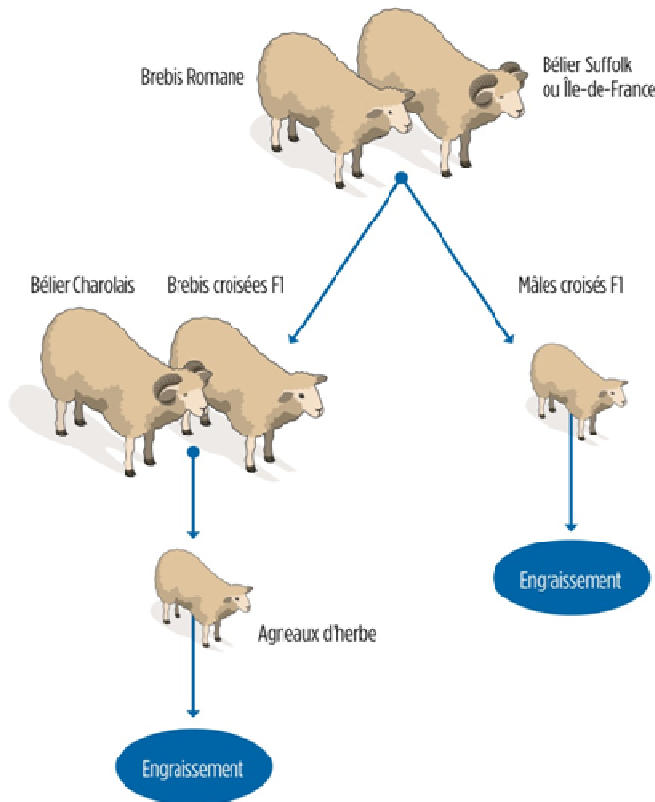 Brebis Romane
Bélier Suffolk
ou Île-de-France
Bélier Charolais
Brebis croisées F1
Mâles croisés F1
Engraissement
Agneaux d'herbe
Engraissement